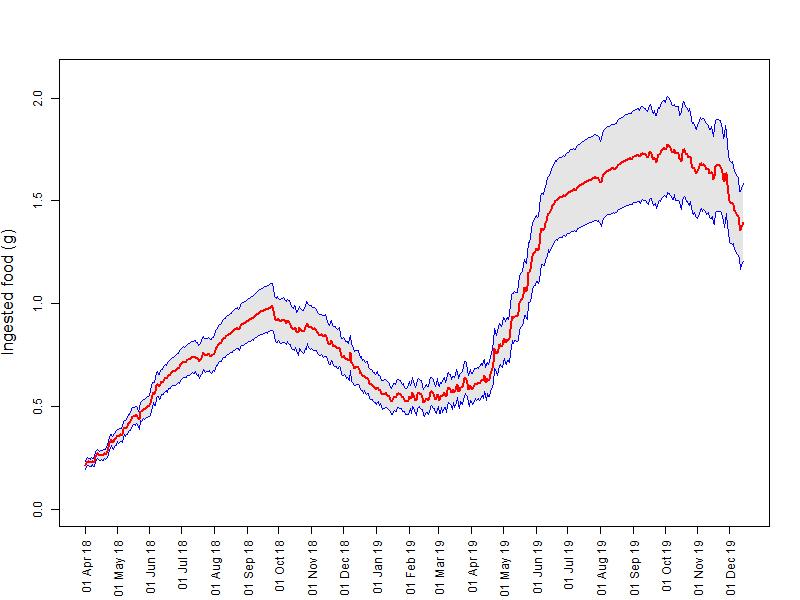 Ingested food (g)
2.0
1.5
1.0
0.5
0.0
01 Apr 18
01 May 18
01 Jun 18
01 Jul 18
01 Aug 18
01 Sep 18
01 Oct 18
01 Nov 18
01 Dec 18
01 Jan 19
01 Feb 19
01 Mar 19
01 Apr 19
01 May 19
01 Jun 19
01 Jul 19
01 Aug 19
01 Sep 19
01 Oct 19
01 Nov 19
01 Dec 19